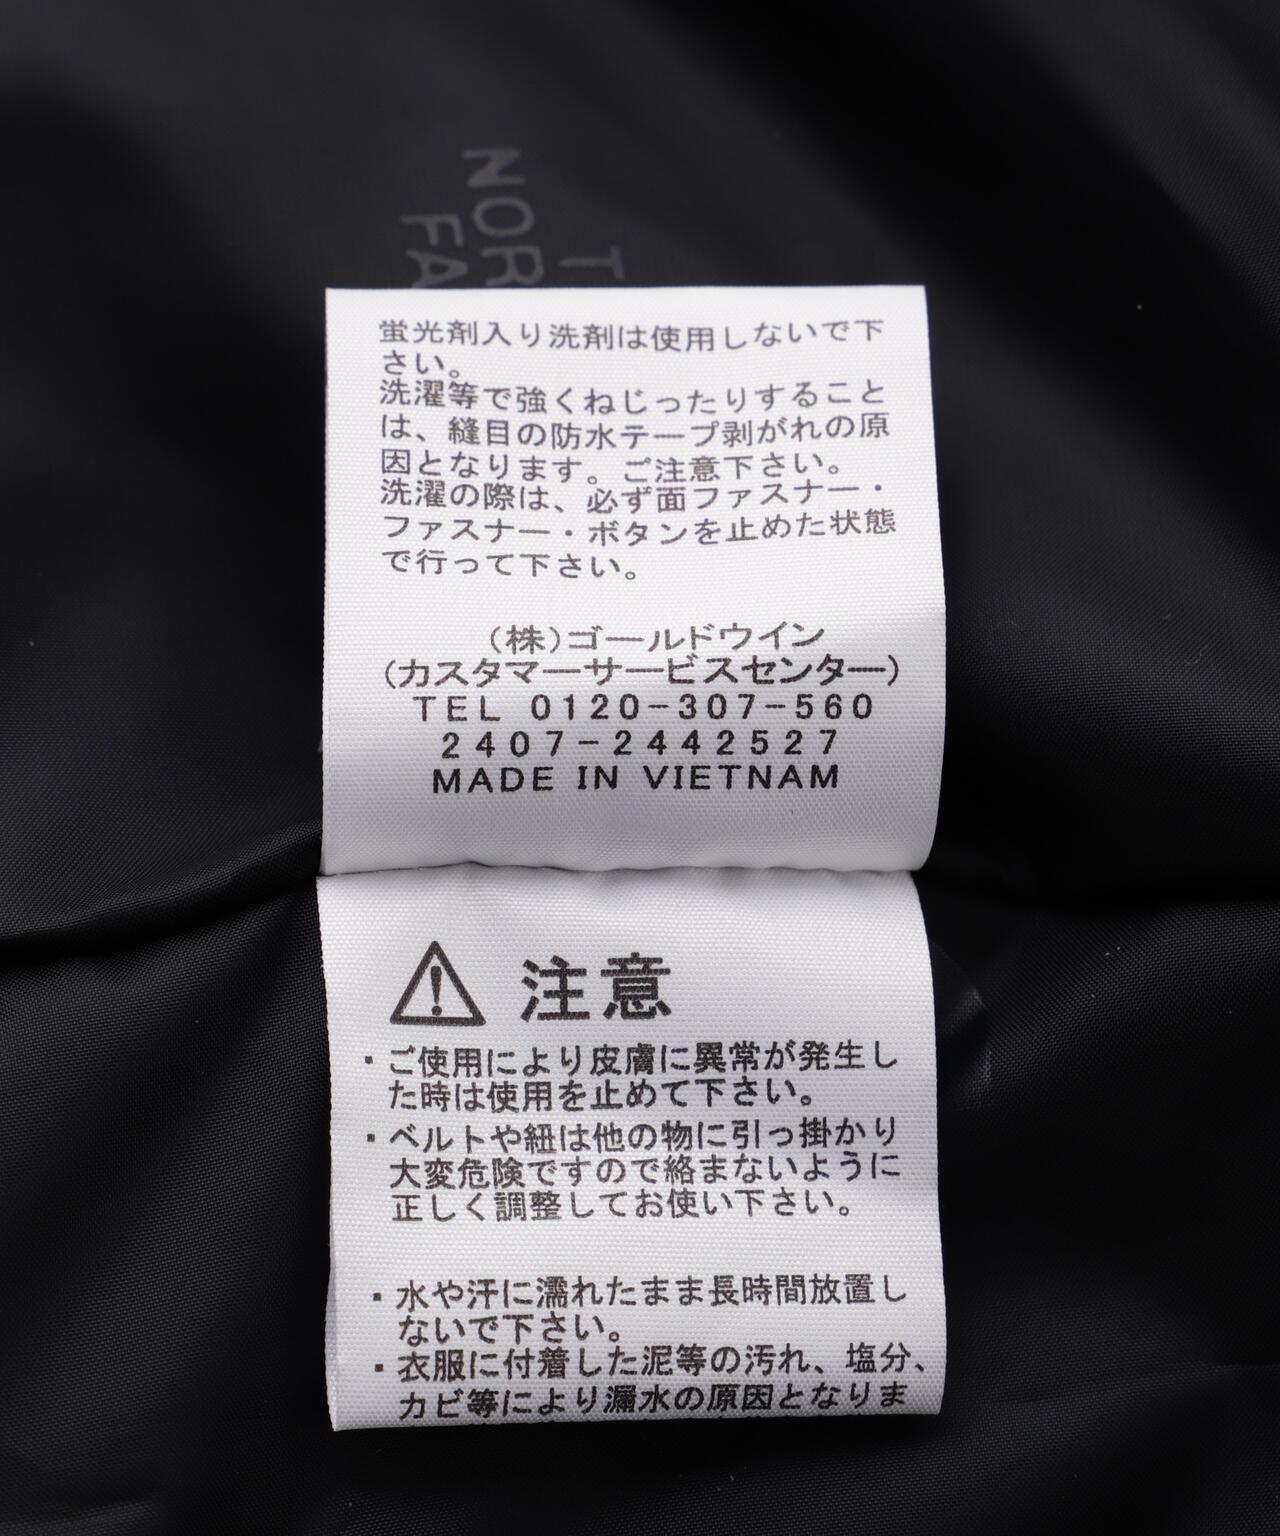 T
NOR
FA
蛍光剤入り洗剤は使用しないで下
さい。
洗濯等で強くねじったりすること
は、縫目の防水テープ剥がれの原
因となります。ご注意下さい。
洗濯の際は、必ず面ファスナー・
ファスナー・ボタンを止めた状態
で行って下さい。
(株)ゴールドウイン
(カスタマーサービスセンター)
TEL 0120-307-560
2407-2442527
MADE IN VIETNAM
注意
・ご使用により皮膚に異常が発生し
た時は使用を止めて下さい。
・ベルトや紐は他の物に引っ掛かり
大変危険ですので絡まないように
正しく調整してお使い下さい。
・水や汗に濡れたまま長時間放置し
ないで下さい。
・衣服に付着した泥等の汚れ、塩分、
カビ等により漏水の原因となりま